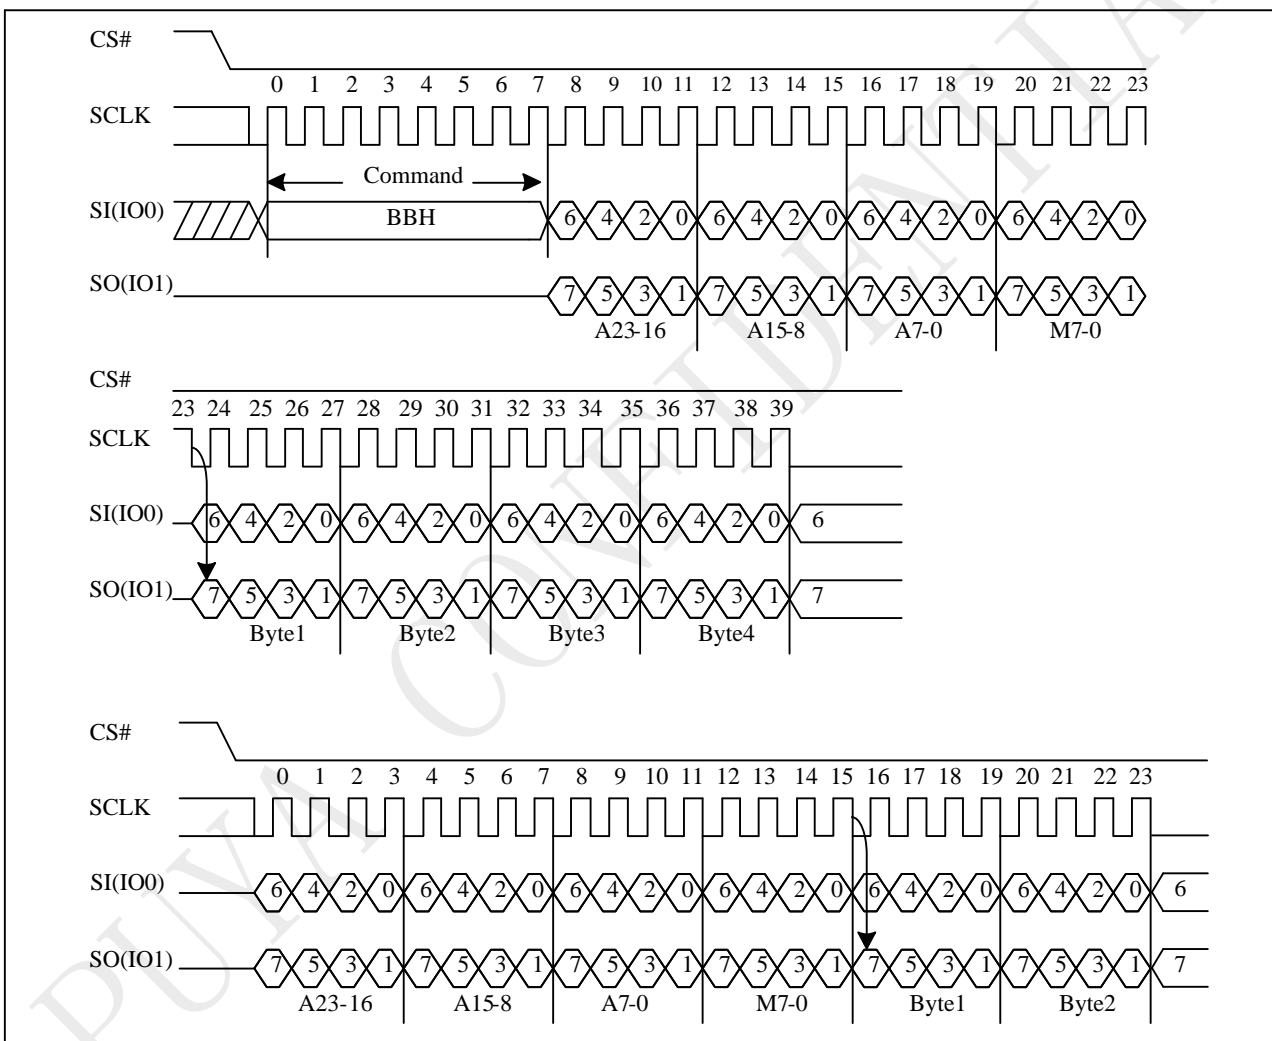 CS#
0 1 2 3 4 5 6 7 8 9 10 11 12 13 14 15 16 17 18 19 20 21 22 23
SCLK
Command
SI(IO0) BBH 6 4 2 0 6 4 2 0 6 4 2 0 6 4 2 0
SO(IO1) 7 5 3 1 7 5 3 1 7 5 3 1 7 5 3 1
A23-16 A15-8 A7-0 M7-0
CS#
23 24 25 26 27 28 29 30 31 32 33 34 35 36 37 38 39
SCLK
SI(IO0) 6 4 2 0 6 4 2 0 6 4 2 0 6 4 2 0 6
SO(IO1) 7 5 3 1 7 5 3 1 7 5 3 1 7 5 3 1 7
Byte1 Byte2 Byte3 Byte4
CS#
0 1 2 3 4 5 6 7 8 9 10 11 12 13 14 15 16 17 18 19 20 21 22 23
SCLK
SI(IO0) 6 4 2 0 6 4 2 0 6 4 2 0 6 4 2 0 6 4 2 0 6 4 2 0 6
SO(IO1) 7 5 3 1 7 5 3 1 7 5 3 1 7 5 3 1 7 5 3 1 7 5 3 1 7
A23-16 A15-8 A7-0 M7-0 Byte1 Byte2
PUYA CONFIDENTIA